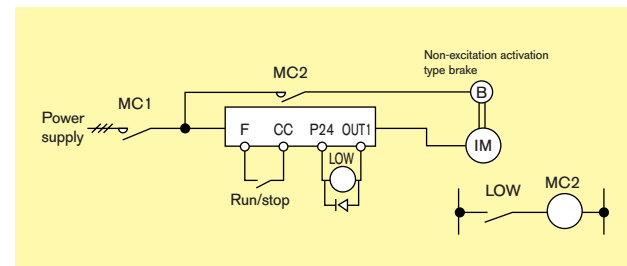 Non-excitation activation
type brake
MC2
B
MC1
Power
supply
F CC P24 OUT1
IM
LOW
Run/stop
LOW MC2